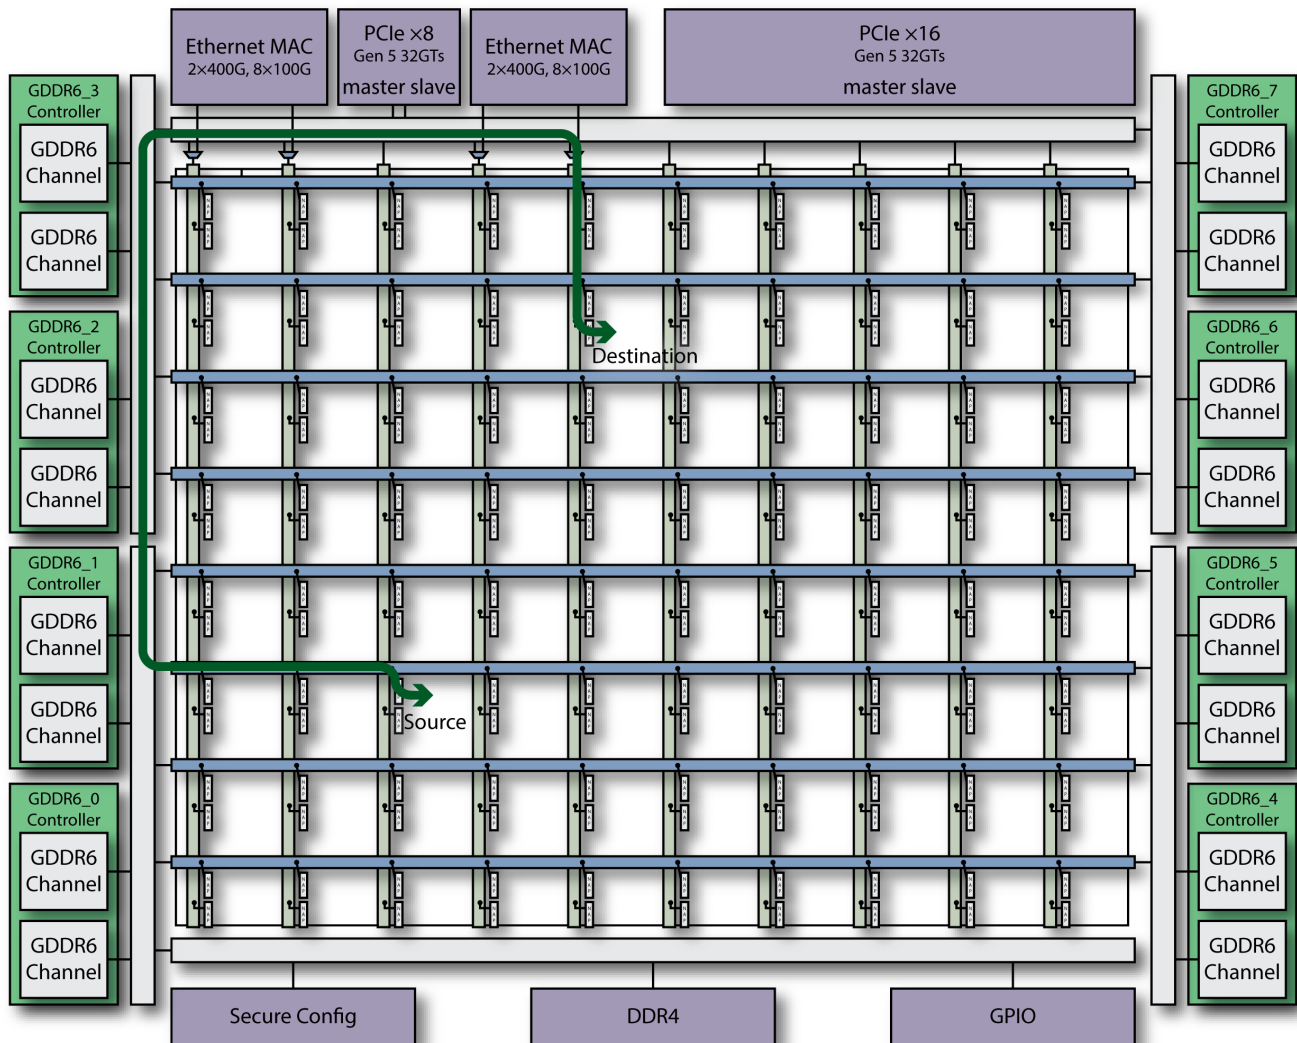 Ethernet MAC
2×400G, 8×100G
PCIe ×8
Gen 5 32GTs
master slave
Ethernet MAC
2×400G, 8×100G
PCIe ×16
Gen 5 32GTs
master slave
GDDR6_3
Controller
GDDR6
Channel
GDDR6
Channel
GDDR6_2
Controller
GDDR6
Channel
GDDR6
Channel
GDDR6_1
Controller
GDDR6
Channel
GDDR6
Channel
GDDR6_0
Controller
GDDR6
Channel
GDDR6
Channel
Destination
Source
GDDR6_7
Controller
GDDR6
Channel
GDDR6
Channel
GDDR6_6
Controller
GDDR6
Channel
GDDR6
Channel
GDDR6_5
Controller
GDDR6
Channel
GDDR6
Channel
GDDR6_4
Controller
GDDR6
Channel
GDDR6
Channel
Secure Config
DDR4
GPIO